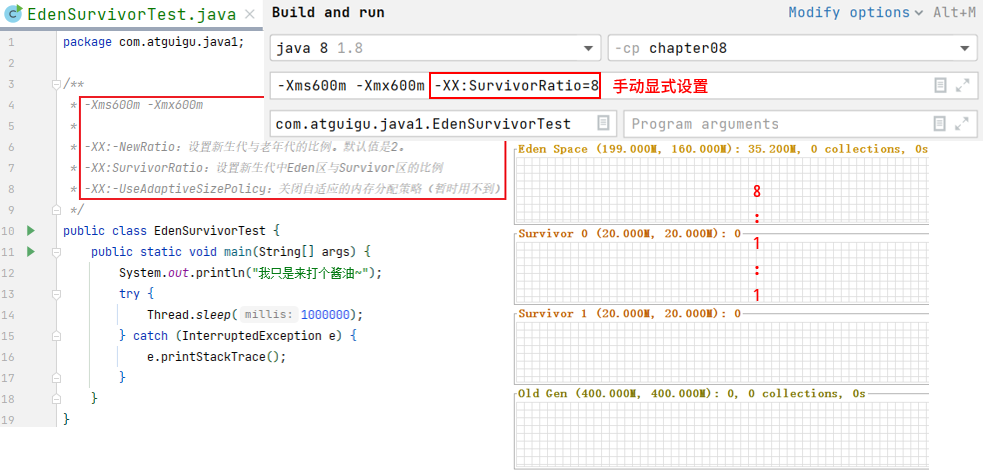 EdenSurvivorTest.java
1 package com.atguigu.java1;
2
3 /**
4 * -Xms600m -Xmx600m
5 *
6 * -XX:-NewRatio：设置新生代与老年代的比例。默认值是2。
7 * -XX:SurvivorRatio：设置新生代中Eden区与Survivor区的比例
8 * -XX:-UseAdaptiveSizePolicy：关闭自适应的内存分配策略（暂时用不到）
9 */
10 public class EdenSurvivorTest {
11 public static void main(String[] args) {
12 System.out.println("我只是来打个酱油~");
13 try {
14 Thread.sleep( millis: 1000000);
15 } catch (InterruptedException e) {
16 e.printStackTrace();
17 }
18 }
19 }
Build and run
Modify options Alt+M
java 8 1.8
-cp chapter08
-Xms600m -Xmx600m -XX:SurvivorRatio=8 手动显式设置
com.atguigu.java1.EdenSurvivorTest
Program arguments
Eden Space (199.000M, 160.000M): 35.200M, 0 collections, 0s
8
:
Survivor 0 (20.000M, 20.000M): 0
1
:
1
Survivor 1 (20.000M, 20.000M): 0
Old Gen (400.000M, 400.000M): 0, 0 collections, 0s